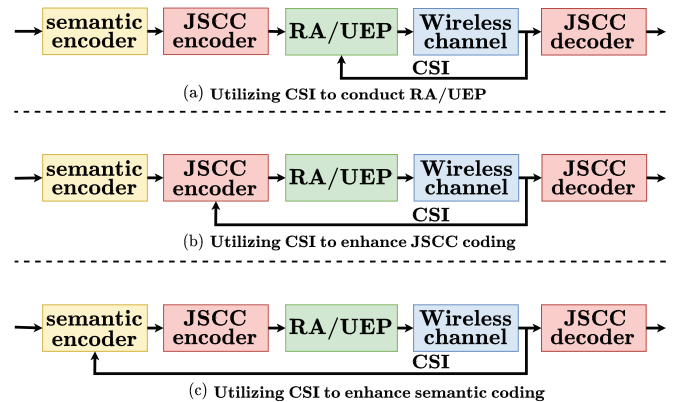 semantic encoder
JSCC encoder
RA/UEP
Wireless channel
JSCC decoder
CSI
(a) Utilizing CSI to conduct RA/UEP
semantic encoder
JSCC encoder
RA/UEP
Wireless channel
JSCC decoder
CSI
(b) Utilizing CSI to enhance JSCC coding
semantic encoder
JSCC encoder
RA/UEP
Wireless channel
JSCC decoder
CSI
(c) Utilizing CSI to enhance semantic coding